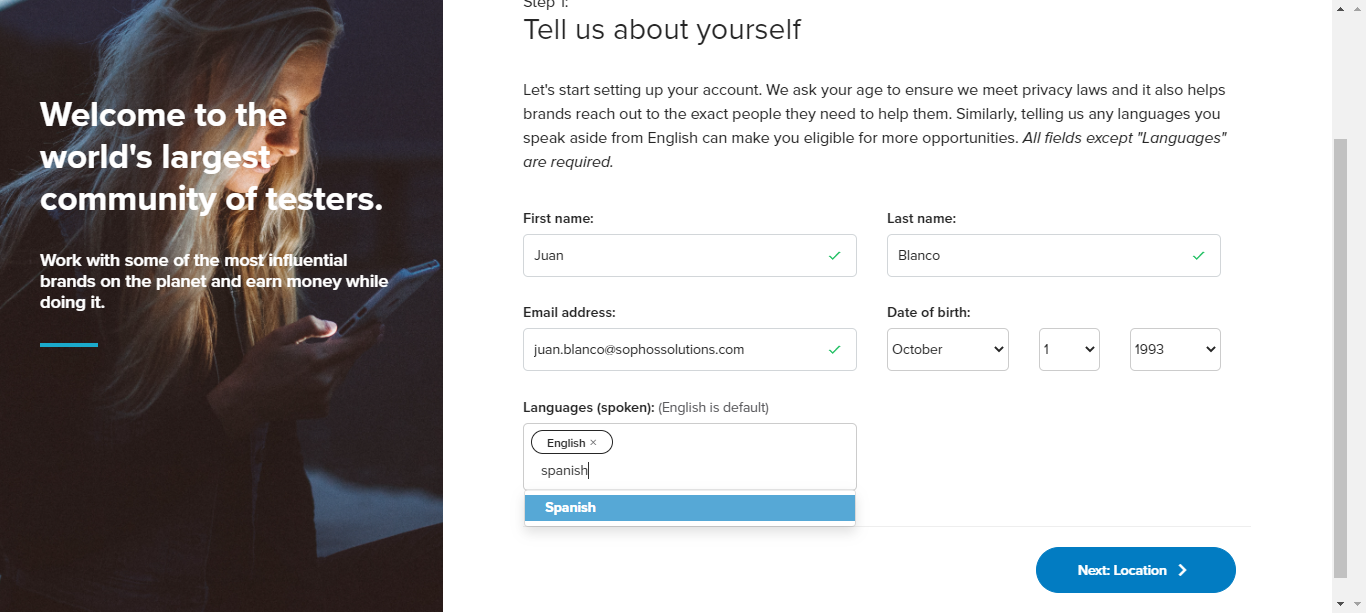 Welcome to the
world's largest
community of testers.
Work with some of the most influential
brands on the planet and earn money while
doing it.
Step 1:
Tell us about yourself
Let's start setting up your account. We ask your age to ensure we meet privacy laws and it also helps
brands reach out to the exact people they need to help them. Similarly, telling us any languages you
speak aside from English can make you eligible for more opportunities. All fields except "Languages"
are required.
First name:
Last name:
Juan
Blanco
Email address:
Date of birth:
juan.blanco@sophossolutions.com
October
1
1993
Languages (spoken): (English is default)
English ×
spanish
Spanish
Next: Location